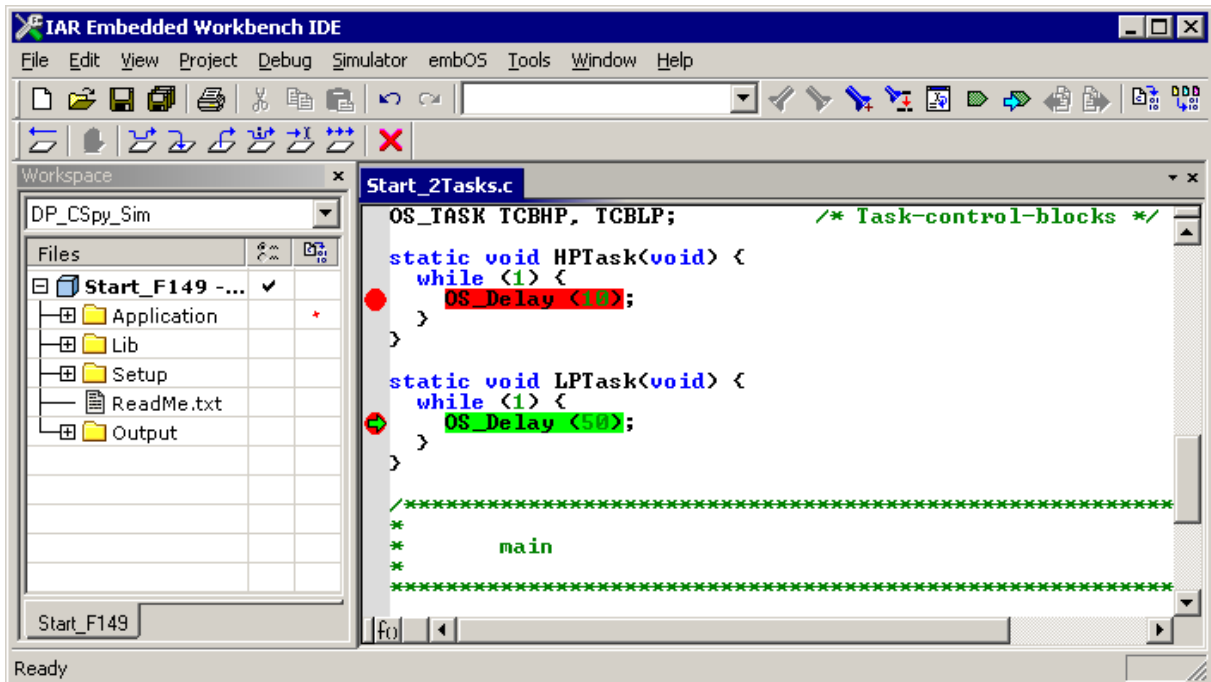 IAR Embedded Workbench IDE
File Edit View Project Debug Simulator embOS Tools Window Help
Workspace
DP_CSpy_Sim
Files
Start_F149 -...
Application
Lib
Setup
ReadMe.txt
Output
Start_F149
Start_2Tasks.c
OS_TASK TCBHP, TCBLP; /* Task-control-blocks */
static void HPTask(void) {
while (1) {
OS_Delay (10);
}
}
static void LPTask(void) {
while (1) {
OS_Delay (50);
}
}
/*********************************************************
*
* main
*
**********************************************************
Ready